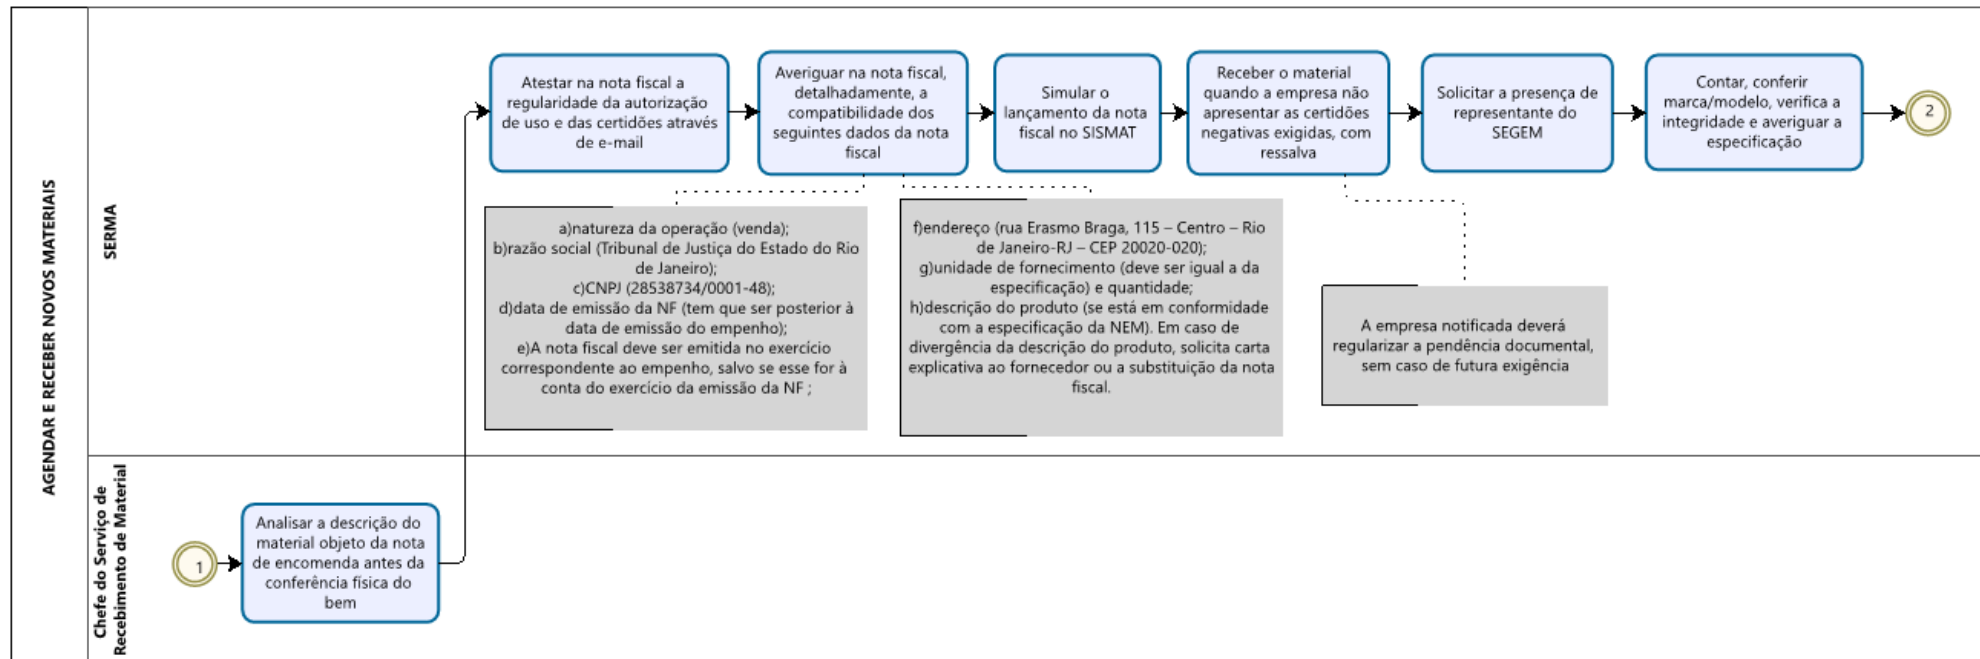 AGENDAR E RECEBER NOVOS MATERIAIS
SERMA
Atestar na nota fiscal a
regularidade da autorização
de uso e das certidões através
de e-mail
Averiguar na nota fiscal,
detalhadamente, a
compatibilidade dos
seguintes dados da nota
fiscal
Simular o
lançamento da nota
fiscal no SISMAT
Receber o material
quando a empresa não
apresentar as certidões
negativas exigidas, com
ressalva
Solicitar a presença de
representante do
SEGEM
Contar, conferir
marca/modelo, verifica a
integridade e averiguar a
especificação
2
a)natureza da operação (venda);
b)razão social (Tribunal de Justiça do Estado do Rio
de Janeiro);
c)CNPJ (28538734/0001-48);
d)data de emissão da NF (tem que ser posterior à
data de emissão do empenho);
e)A nota fiscal deve ser emitida no exercício
correspondente ao empenho, salvo se esse for à
conta do exercício da emissão da NF ;
f)endereço (rua Erasmo Braga, 115 – Centro – Rio
de Janeiro-RJ – CEP 20020-020);
g)unidade de fornecimento (deve ser igual a da
especificação) e quantidade;
h)descrição do produto (se está em conformidade
com a especificação da NEM). Em caso de
divergência da descrição do produto, solicita carta
explicativa ao fornecedor ou a substituição da nota
fiscal.
A empresa notificada deverá
regularizar a pendência documental,
sem caso de futura exigência
Chefe do Serviço de
Recebimento de Material
1
Analisar a descrição do
material objeto da nota
de encomenda antes da
conferência física do
bem